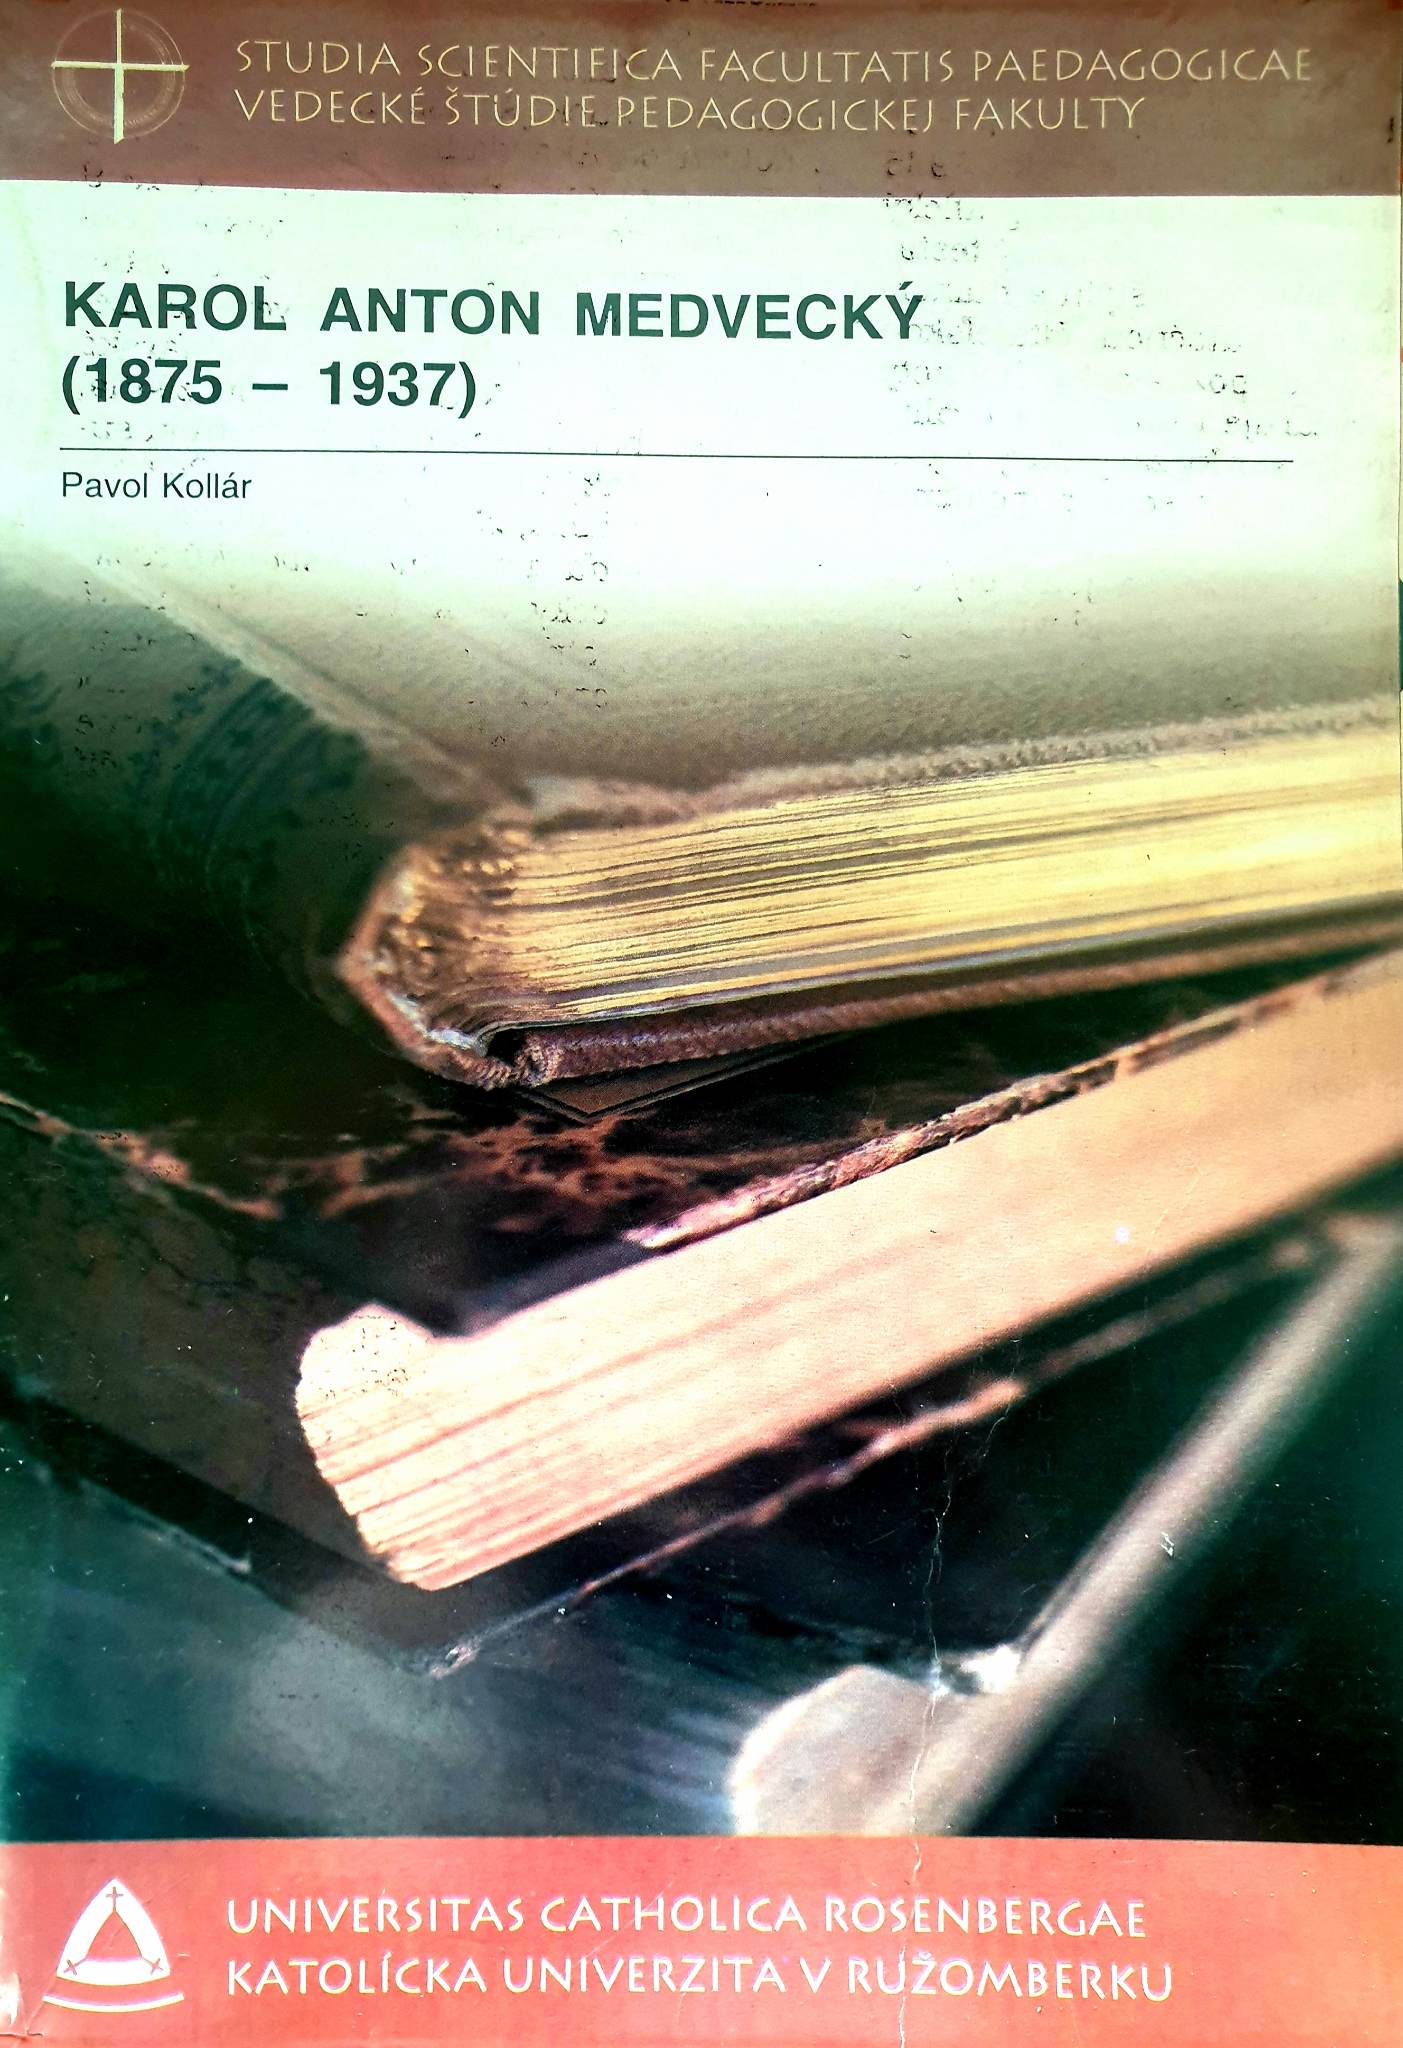 STUDIA SCIENTIFICA FACULTATIS PAEDAGOGICAE
VEDECKÉ ŠTÚDIE PEDAGOGICKEJ FAKULTY
KAROL ANTON MEDVECKÝ
(1875 – 1937)
Pavol Kollár
UNIVERSITAS CATHOLICA ROSENBERGAE
KATOLÍCKA UNIVERZITA V RUŽOMBERKU